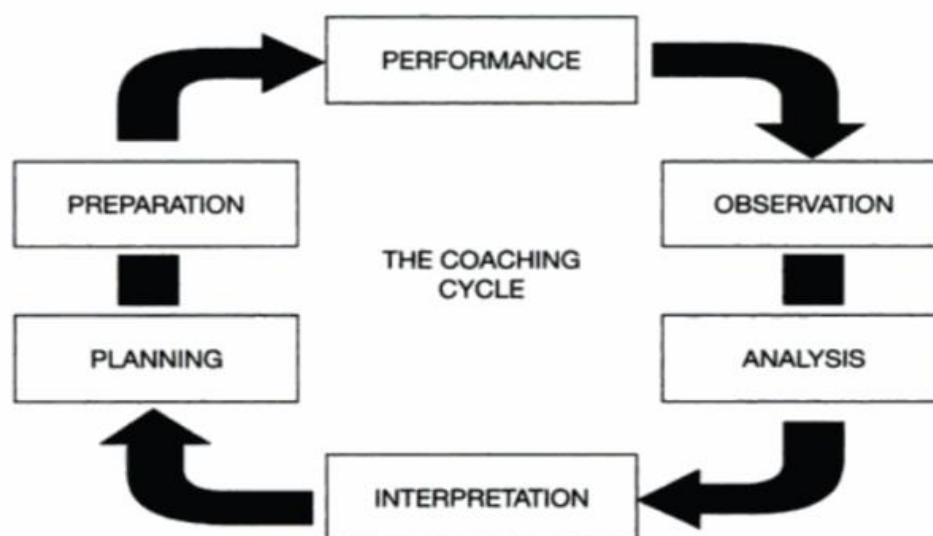 PERFORMANCE
PREPARATION
OBSERVATION
THE COACHING
CYCLE
PLANNING
ANALYSIS
INTERPRETATION